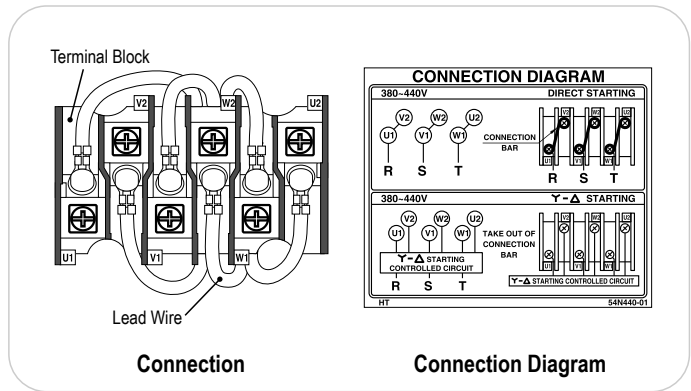 Terminal Block
V2
W2
U2
U1
V1
W1
Lead Wire
Connection
CONNECTION DIAGRAM
380~440V DIRECT STARTING
V2 W2 U2
U1 V1 W1
CONNECTION
BAR
V2 W2 U2
U1 V1 W1
R S T
R S T
380~440V Y-Δ STARTING
V2 W2 U2
U1 V1 W1
Y-Δ STARTING
CONTROLLED CIRCUIT
R S T
TAKE OUT OF
CONNECTION
BAR
V2 W2 U2
U1 V1 W1
Y-Δ STARTING CONTROLLED CIRCUIT
HT 54N440-01
Connection Diagram